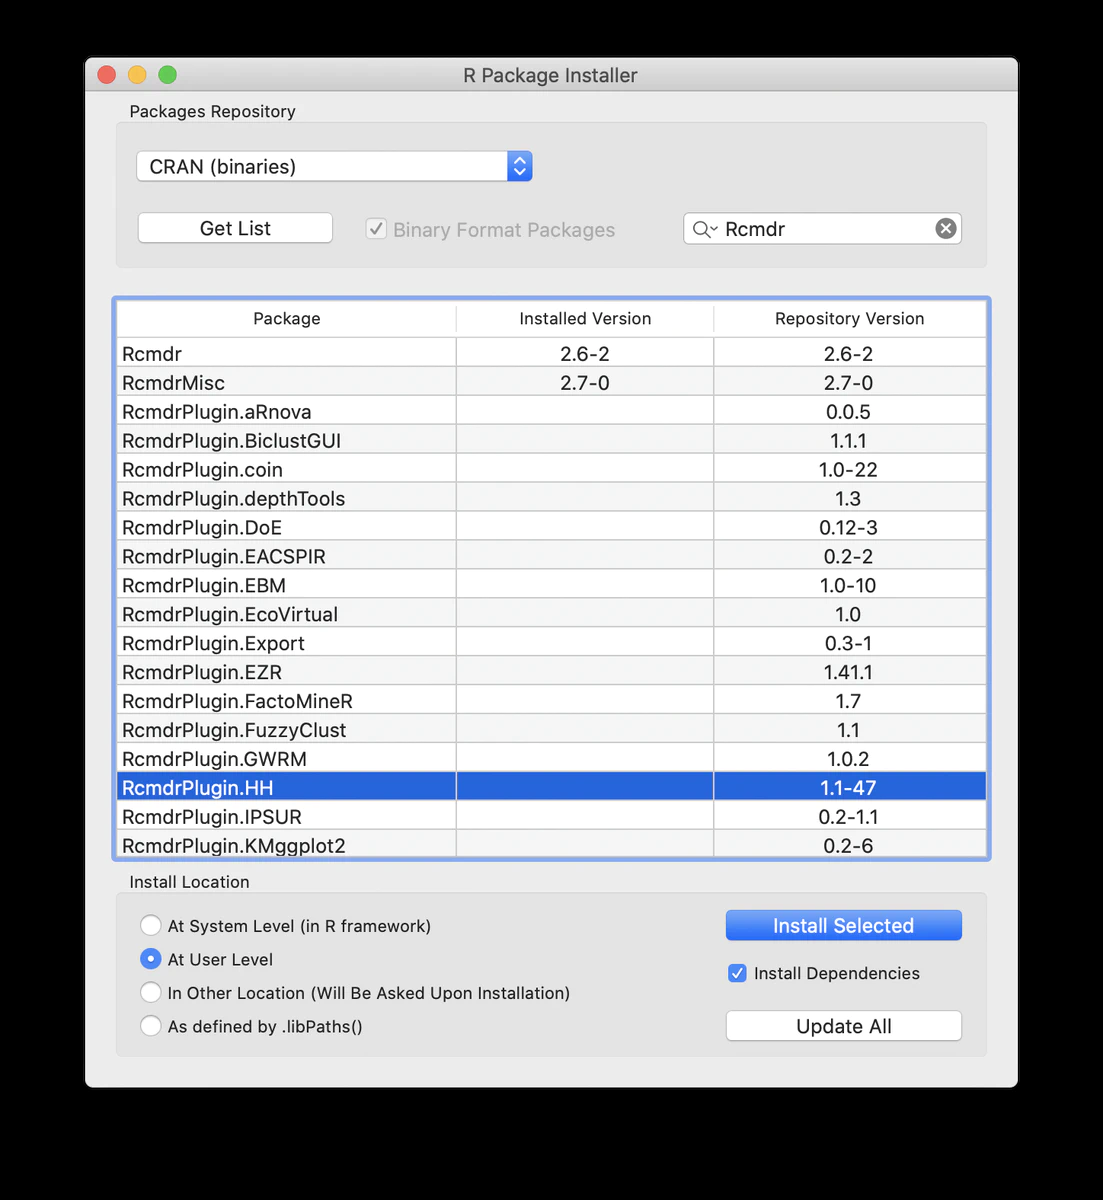 R Package Installer
Packages Repository
CRAN (binaries)
Get List Binary Format Packages Rcmdr
Package Installed Version Repository Version
Rcmdr 2.6-2 2.6-2
RcmdrMisc 2.7-0 2.7-0
RcmdrPlugin.aRnova 0.0.5
RcmdrPlugin.BiclustGUI 1.1.1
RcmdrPlugin.coin 1.0-22
RcmdrPlugin.depthTools 1.3
RcmdrPlugin.DoE 0.12-3
RcmdrPlugin.EACSPIR 0.2-2
RcmdrPlugin.EBM 1.0-10
RcmdrPlugin.EcoVirtual 1.0
RcmdrPlugin.Export 0.3-1
RcmdrPlugin.EZR 1.41.1
RcmdrPlugin.FactoMineR 1.7
RcmdrPlugin.FuzzyClust 1.1
RcmdrPlugin.GWRM 1.0.2
RcmdrPlugin.HH 1.1-47
RcmdrPlugin.IPSUR 0.2-1.1
RcmdrPlugin.KMggplot2 0.2-6
Install Location
At System Level (in R framework)
At User Level
In Other Location (Will Be Asked Upon Installation)
As defined by .libPaths()
Install Selected
Install Dependencies
Update All